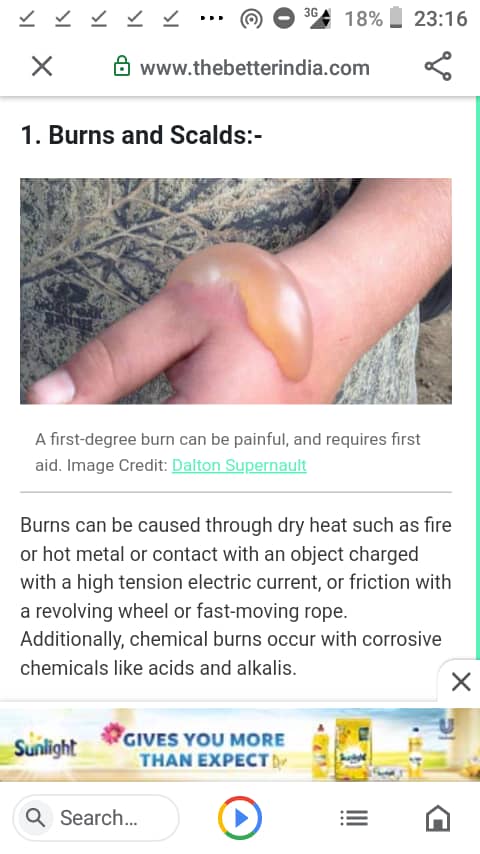 3G 18% 23:16
www.thebetterindia.com
1. Burns and Scalds:-
A first-degree burn can be painful, and requires first
aid. Image Credit: Dalton Supernault
Burns can be caused through dry heat such as fire
or hot metal or contact with an object charged
with a high tension electric current, or friction with
a revolving wheel or fast-moving rope.
Additionally, chemical burns occur with corrosive
chemicals like acids and alkalis.
Sunlight
GIVES YOU MORE
THAN EXPECT
Sunlight
Search...